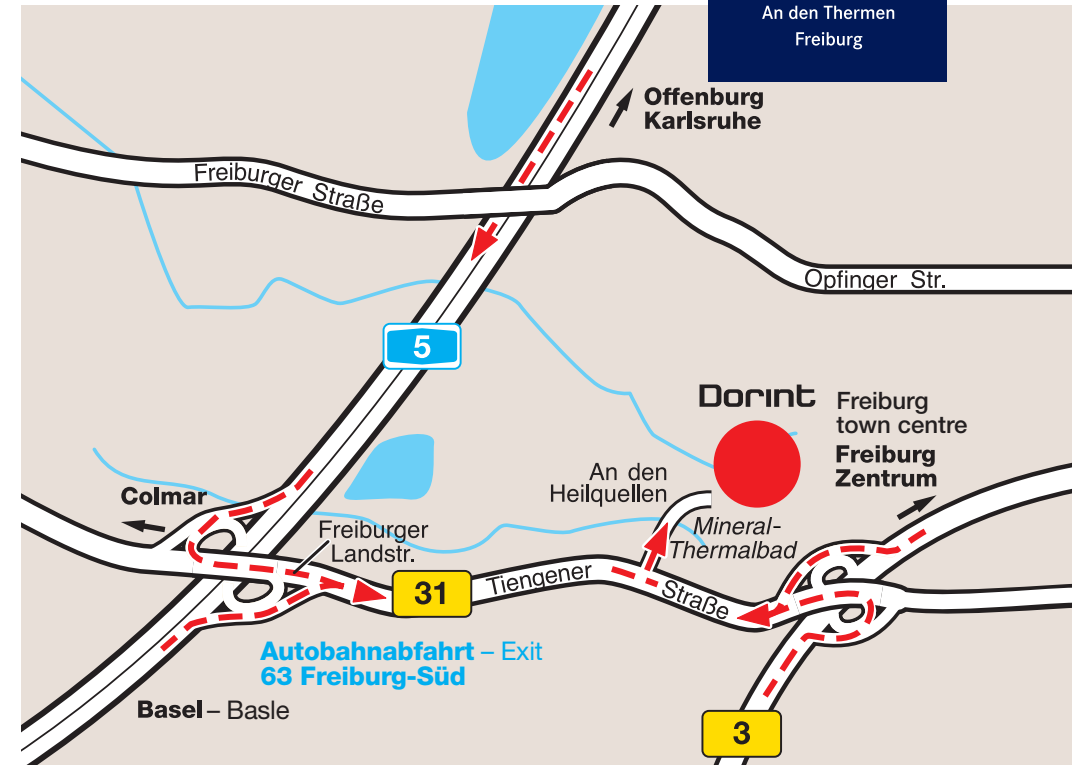 An den Thermen
Freiburg
Offenburg
Karlsruhe
Freiburger Straße
Opfinger Str.
5
Dorint
Freiburg
town centre
Freiburg
Zentrum
An den
Heilquellen
Colmar
Mineral-
Thermalbad
Freiburger
Landstr.
31
Tiengener Straße
Autobahnabfahrt – Exit
63 Freiburg-Süd
Basel – Basle
3